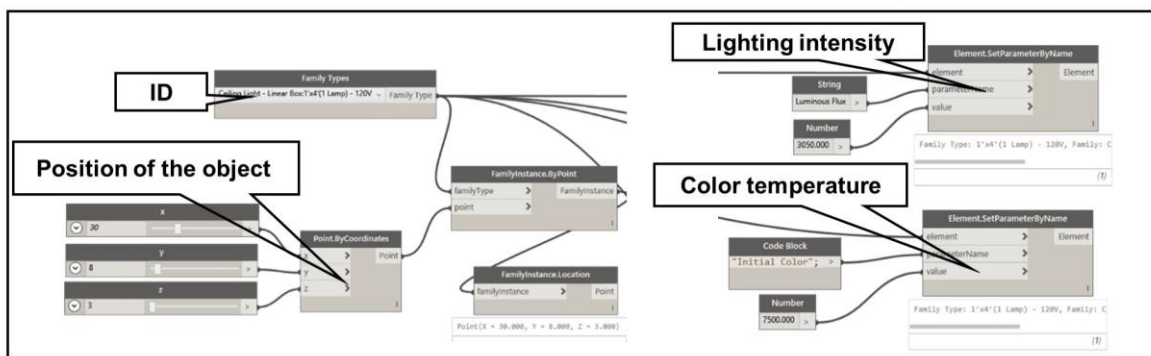 ID
Family Types
Ceiling Light - Linear Box:1'x4'(1 Lamp) - 120V Family Type >
Position of the object
x
30 >
y
8 >
z
3 >
Point.ByCoordinates
x > Point
y >
z >
FamilyInstance.ByPoint
familyType > FamilyInstance
point >
FamilyInstance.Location
familyInstance > Point
Point(X = 30.000, Y = 8.000, Z = 3.000)
Lighting intensity
Element.SetParameterByName
element > Element
parameterName >
value >
String
Luminous Flux >
Number
3050.000 >
Family Type: 1'x4'(1 Lamp) - 120V, Family: C
(1)
Color temperature
Element.SetParameterByName
element > Element
parameterName >
value >
Code Block
"Initial Color"; >
Number
7500.000 >
Family Type: 1'x4'(1 Lamp) - 120V, Family: C
(1)